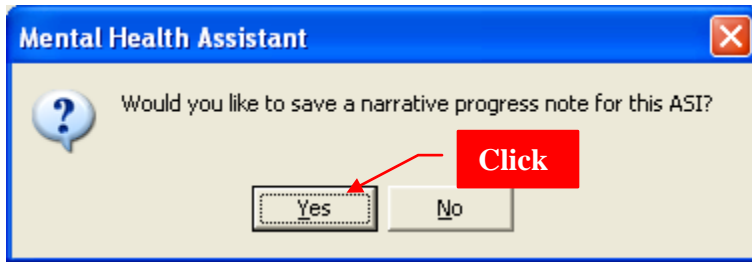 Mental Health Assistant
Would you like to save a narrative progress note for this ASI?
Click
Yes No